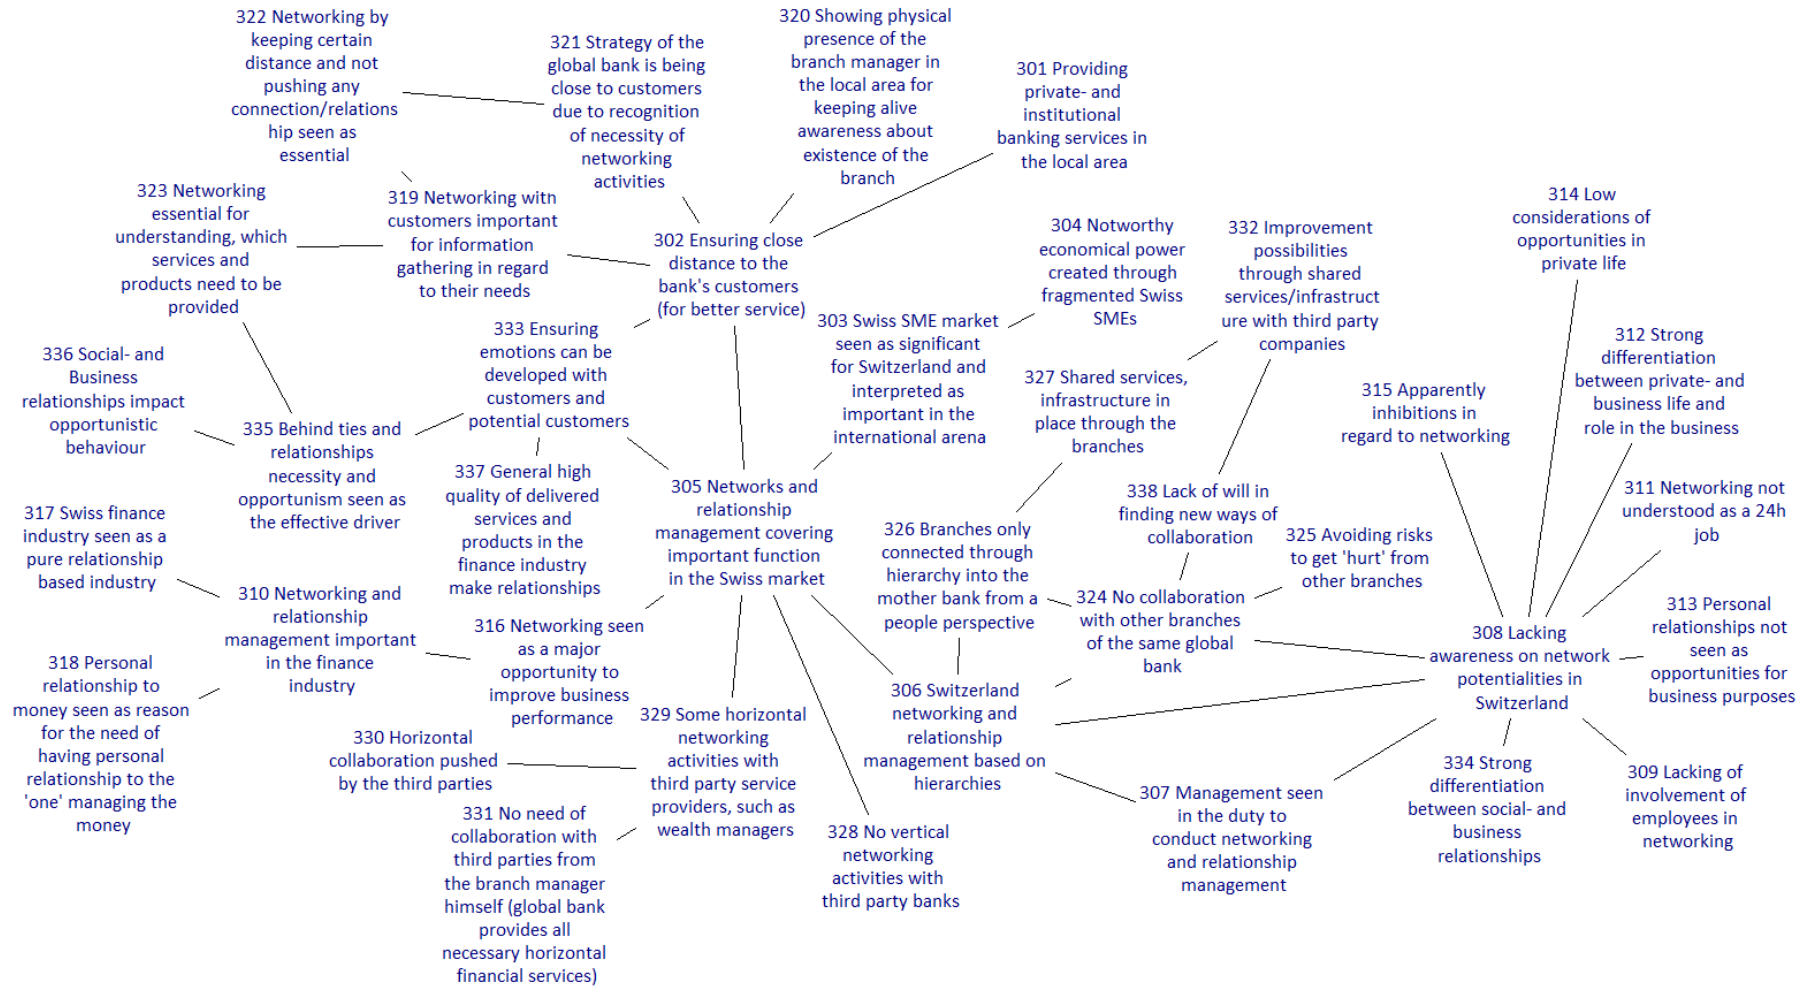 322 Networking by
keeping certain
distance and not
pushing any
connection/relations
hip seen as
essential
321 Strategy of the
global bank is being
close to customers
due to recognition
of necessity of
networking
activities
320 Showing physical
presence of the
branch manager in
the local area for
keeping alive
awareness about
existence of the
branch
301 Providing
private- and
institutional
banking services in
the local area
323 Networking
essential for
understanding, which
services and
products need to be
provided
319 Networking with
customers important
for information
gathering in regard
to their needs
302 Ensuring close
distance to the
bank's customers
(for better service)
304 Notworthy
economical power
created through
fragmented Swiss
SMEs
332 Improvement
possibilities
through shared
services/infrastruct
ure with third party
companies
314 Low
considerations of
opportunities in
private life
336 Social- and
Business
relationships impact
opportunistic
behaviour
333 Ensuring
emotions can be
developed with
customers and
potential customers
303 Swiss SME market
seen as significant
for Switzerland and
interpreted as
important in the
international arena
327 Shared services,
infrastructure in
place through the
branches
315 Apparently
inhibitions in
regard to networking
312 Strong
differentiation
between private- and
business life and
role in the business
335 Behind ties and
relationships
necessity and
opportunism seen as
the effective driver
337 General high
quality of delivered
services and
products in the
finance industry
make relationships
305 Networks and
relationship
management covering
important function
in the Swiss market
326 Branches only
connected through
hierarchy into the
mother bank from a
people perspective
338 Lack of will in
finding new ways of
collaboration
325 Avoiding risks
to get 'hurt' from
other branches
311 Networking not
understood as a 24h
job
317 Swiss finance
industry seen as a
pure relationship
based industry
310 Networking and
relationship
management important
in the finance
industry
316 Networking seen
as a major
opportunity to
improve business
performance
324 No collaboration
with other branches
of the same global
bank
308 Lacking
awareness on network
potentialities in
Switzerland
313 Personal
relationships not
seen as
opportunities for
business purposes
318 Personal
relationship to
money seen as reason
for the need of
having personal
relationship to the
'one' managing the
money
330 Horizontal
collaboration pushed
by the third parties
329 Some horizontal
networking
activities with
third party service
providers, such as
wealth managers
306 Switzerland
networking and
relationship
management based on
hierarchies
331 No need of
collaboration with
third parties from
the branch manager
himself (global bank
provides all
necessary horizontal
financial services)
328 No vertical
networking
activities with
third party banks
307 Management seen
in the duty to
conduct networking
and relationship
management
334 Strong
differentiation
between social- and
business
relationships
309 Lacking of
involvement of
employees in
networking